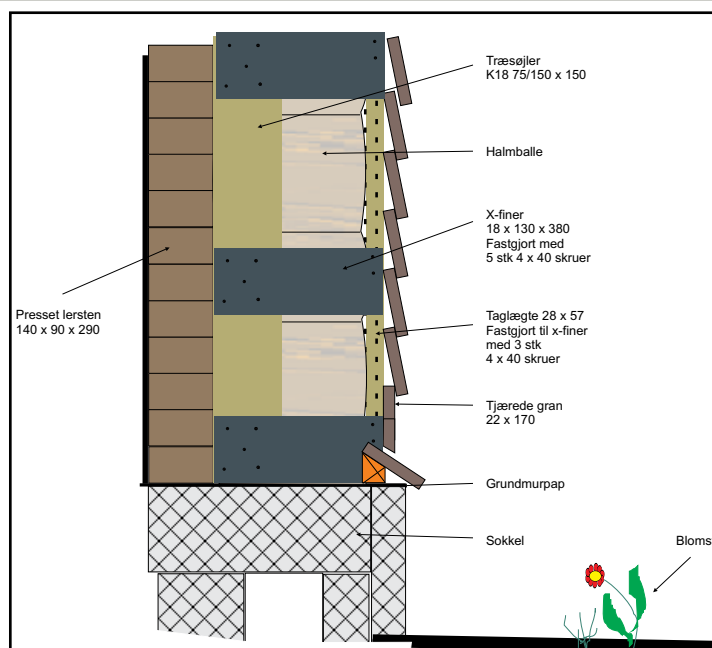 Træsøjler
K18 75/150 x 150
Halmballe
X-finer
18 x 130 x 380
Fastgjort med
5 stk 4 x 40 skruer
Presset lersten
140 x 90 x 290
Taglægte 28 x 57
Fastgjort til x-finer
med 3 stk
4 x 40 skruer
Tjærede gran
22 x 170
Grundmurpap
Sokkel
Bloms